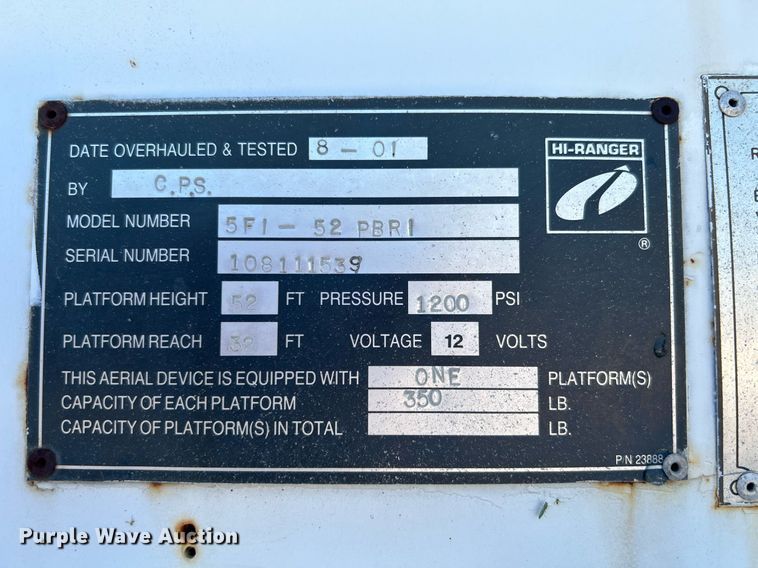 DATE OVERHAULED & TESTED 8 - 01
HI-RANGER
BY C.P.S.
MODEL NUMBER 5FI - 52 PBRI
®
SERIAL NUMBER 108111539
PLATFORM HEIGHT 52 FT PRESSURE 1200 PSI
PLATFORM REACH 32 FT VOLTAGE 12 VOLTS
THIS AERIAL DEVICE IS EQUIPPED WITH ONE PLATFORM(S)
CAPACITY OF EACH PLATFORM 350 LB.
CAPACITY OF PLATFORM(S) IN TOTAL LB.
P/N 23888
Purple Wave Auction